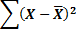 ∑(X − X̅)²